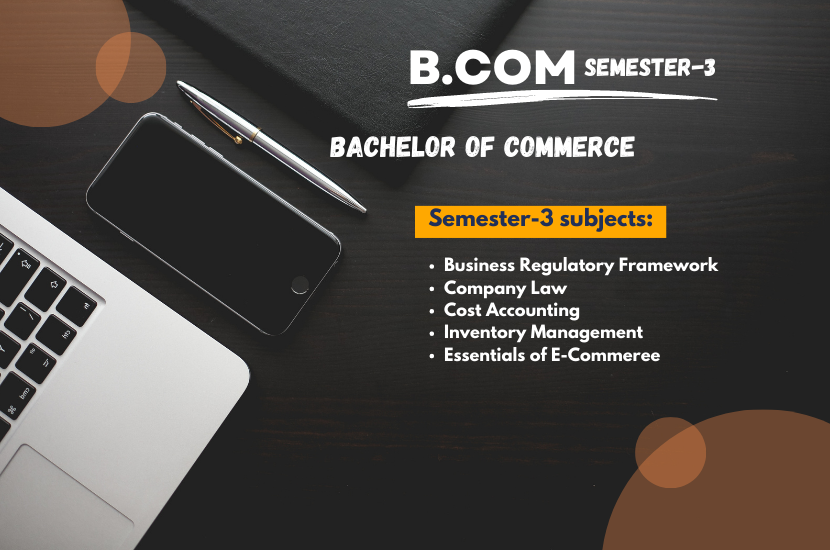 B.COM SEMESTER-3
BACHELOR OF COMMERCE
Semester-3 subjects:
• Business Regulatory Framework
• Company Law
• Cost Accounting
• Inventory Management
• Essentials of E-Commeree